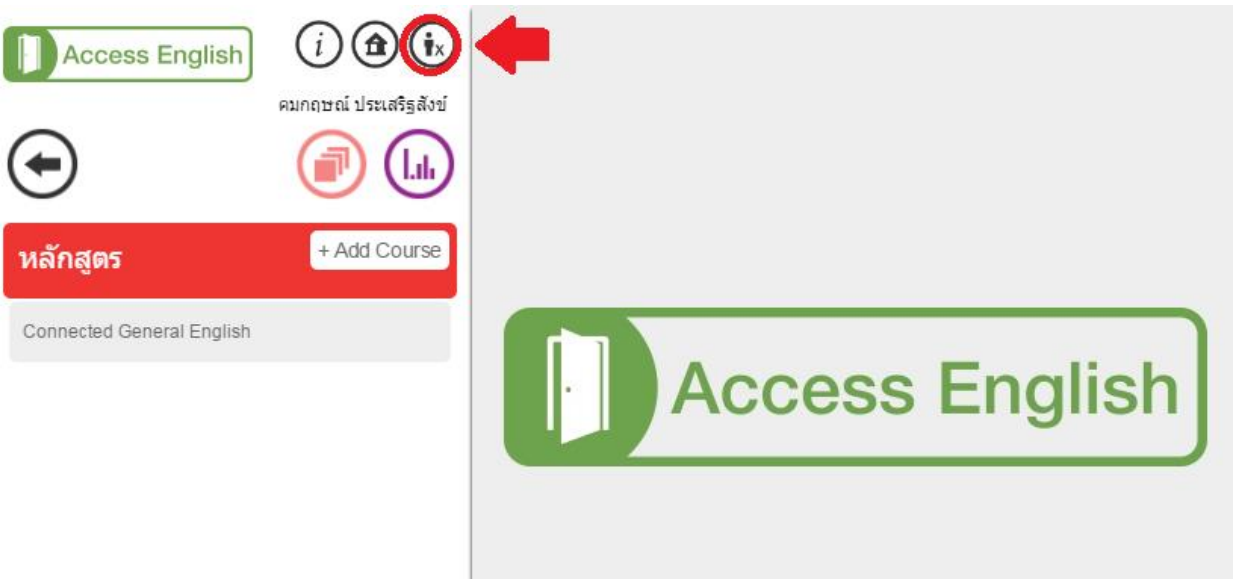 Access English
i
x
คมกฤษณ์ ประเสริฐสังข์
หลักสูตร
+ Add Course
Connected General English
Access English